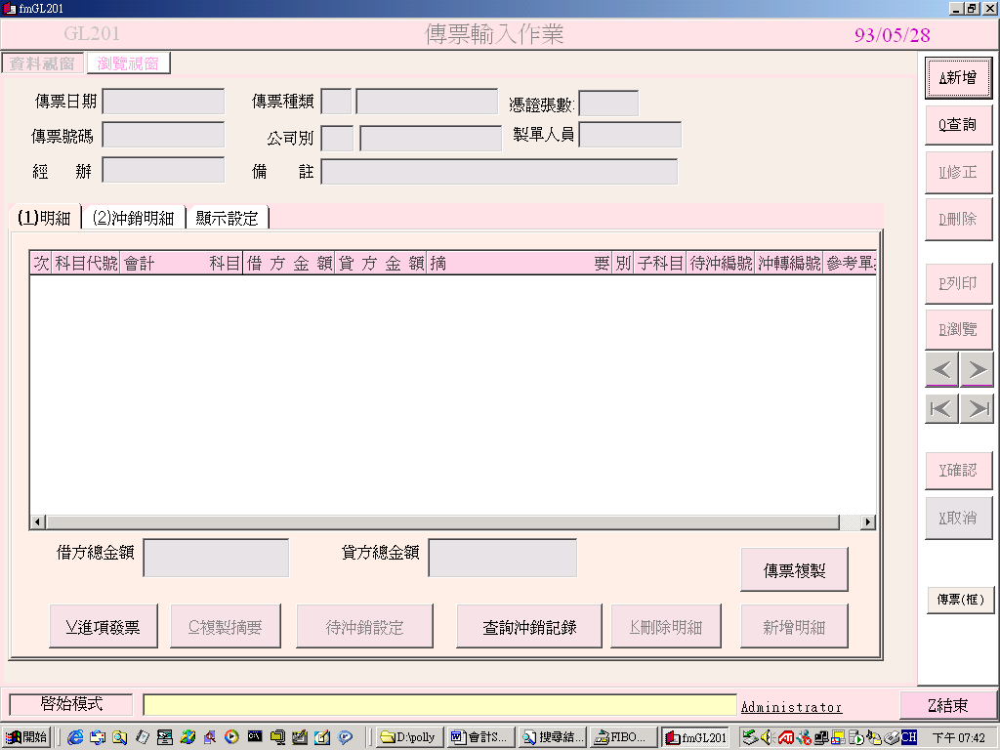 fmGL201
GL201 傳票輸入作業 93/05/28
資料視窗 瀏覽視窗
傳票日期 傳票種類 憑證張數
傳票號碼 公司別 製單人員
經 辦 備 註
(1)明細 (2)沖銷明細 顯示設定
次 科目代號 會計 科目 借 方 金 額 貸 方 金 額 摘 要 別 子科目 待沖編號 沖轉編號 參考單
借方總金額 貸方總金額
傳票複製
V進項發票 C複製摘要 待沖銷設定 查詢沖銷記錄 K刪除明細 新增明細
A新增
Q查詢
U修正
D刪除
P列印
B瀏覽
Y確認
X取消
傳票(框)
啓始模式 Administrator Z結束
開始 D:\polly 會計S... 搜尋結... FIBO... fmGL201 CH 下午 07:42